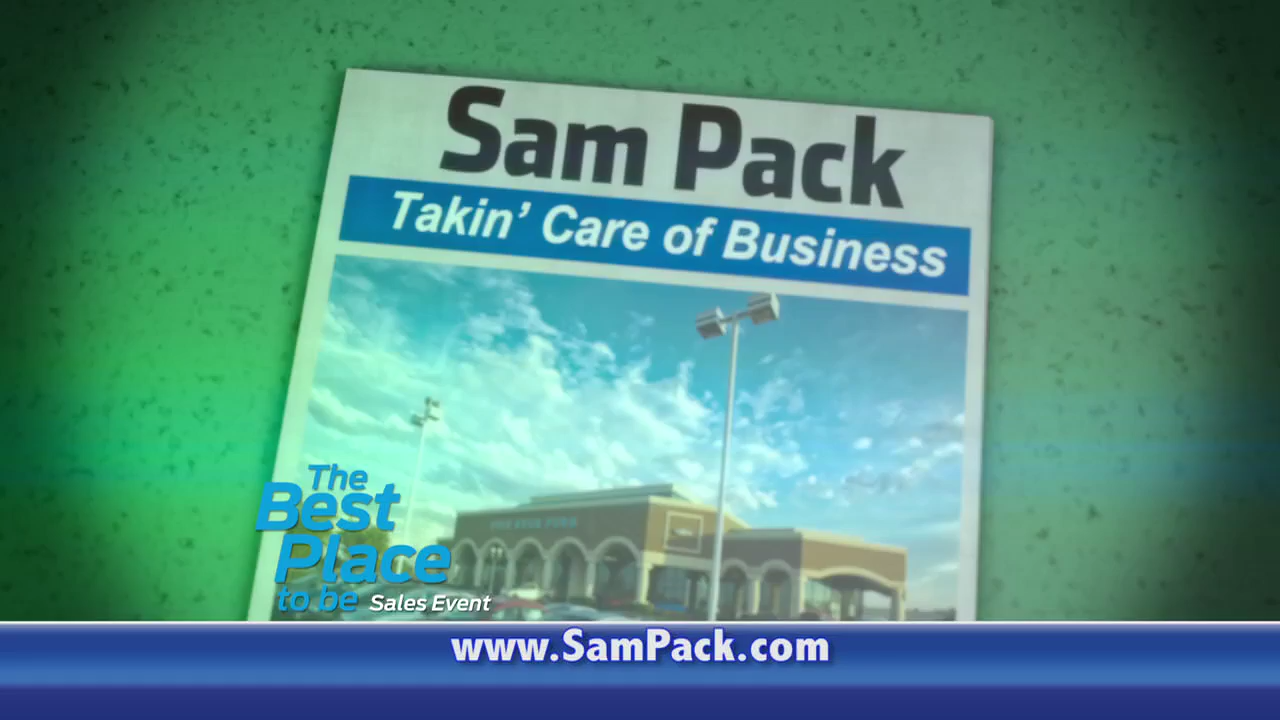 Sam Pack
Takin’ Care of Business
The
Best
Place
to be Sales Event
www.SamPack.com